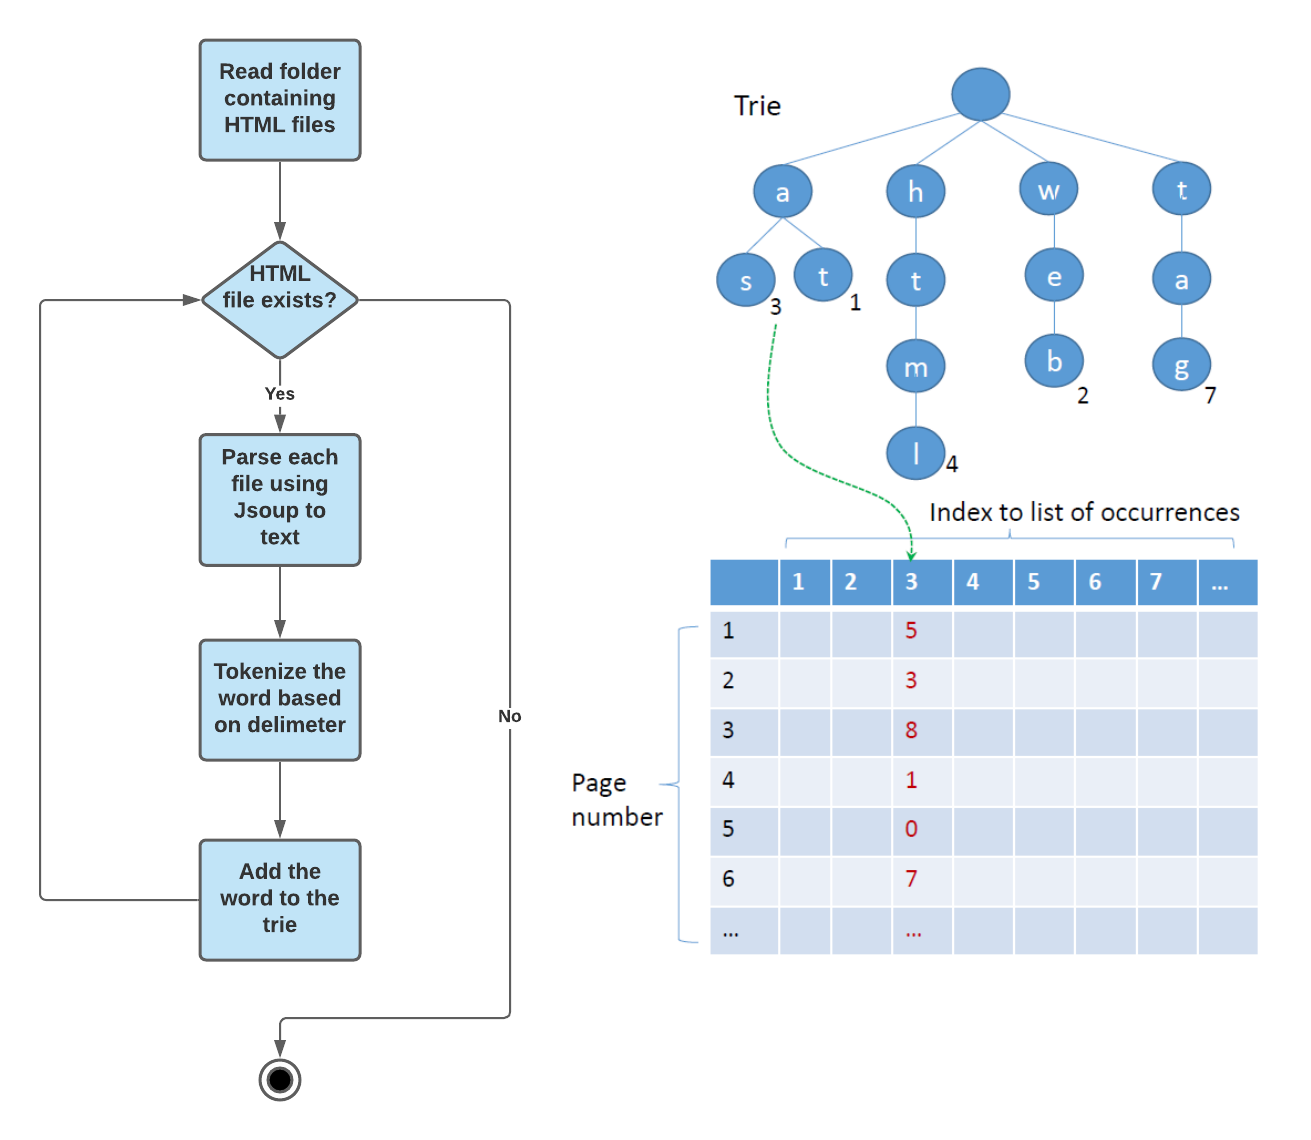 Read folder
containing
HTML files
HTML
file exists?
Yes
Parse each
file using
Jsoup to
text
Tokenize the
word based
on delimeter
Add the
word to the
trie
No
Trie
a
h
w
t
s
3
t
1
t
e
a
m
b
2
g
7
l
4
Index to list of occurrences
1 2 3 4 5 6 7 ...
Page
number
1 5
2 3
3 8
4 1
5 0
6 7
... ...